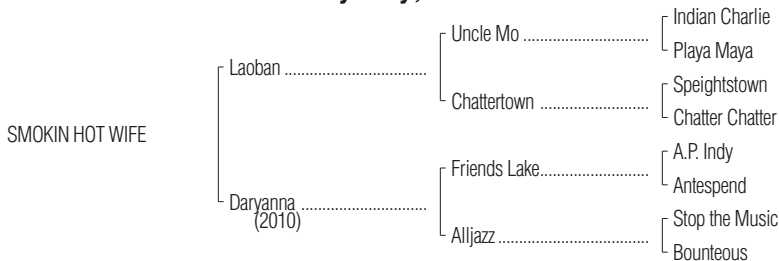 Indian Charlie
Uncle Mo
Playa Maya
Laoban
Speightstown
Chattertown
Chatter Chatter
SMOKIN HOT WIFE
A.P. Indy
Friends Lake
Antespend
Daryanna
(2010)
Stop the Music
Alljazz
Bounteous